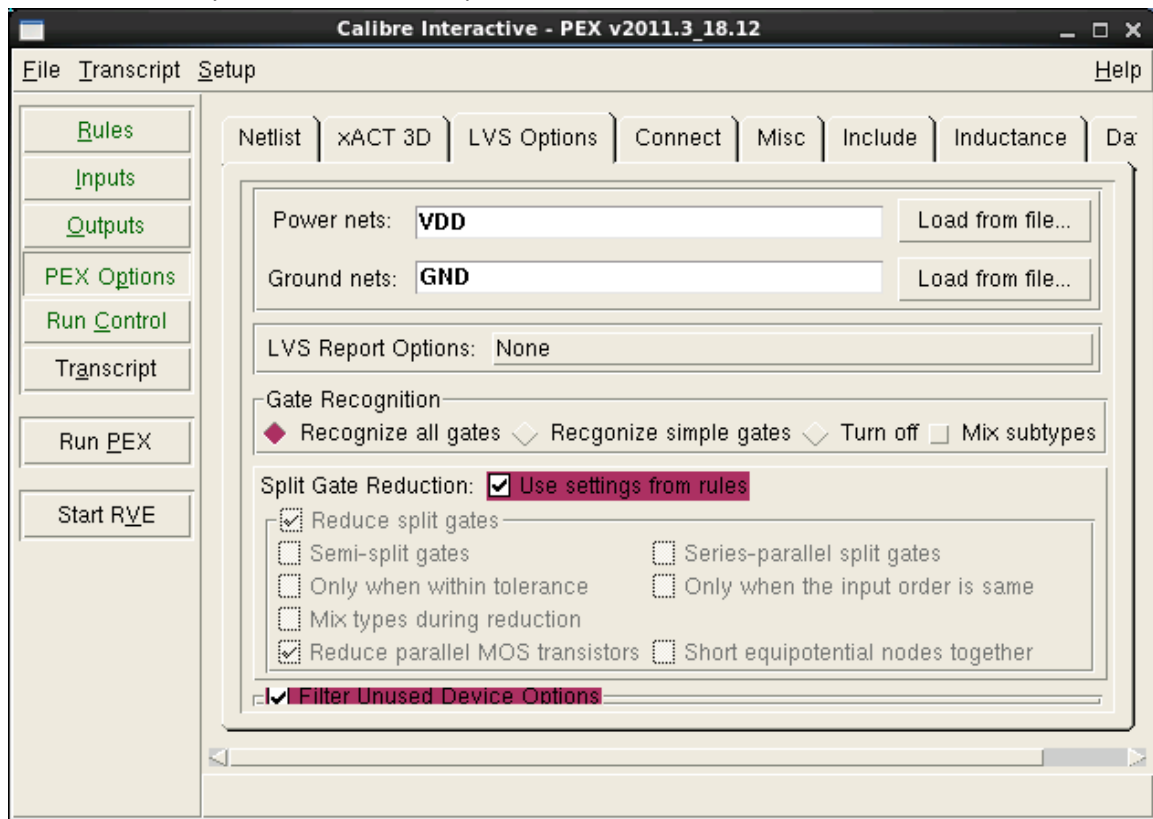 Calibre Interactive - PEX v2011.3_18.12
File Transcript Setup Help
Rules
Inputs
Outputs
PEX Options
Run Control
Transcript
Run PEX
Start RVE
Netlist xACT 3D LVS Options Connect Misc Include Inductance Da
Power nets: VDD Load from file...
Ground nets: GND Load from file...
LVS Report Options: None
Gate Recognition
Recognize all gates Recgonize simple gates Turn off Mix subtypes
Split Gate Reduction: Use settings from rules
Reduce split gates
Semi-split gates Series-parallel split gates
Only when within tolerance Only when the input order is same
Mix types during reduction
Reduce parallel MOS transistors Short equipotential nodes together
Filter Unused Device Options